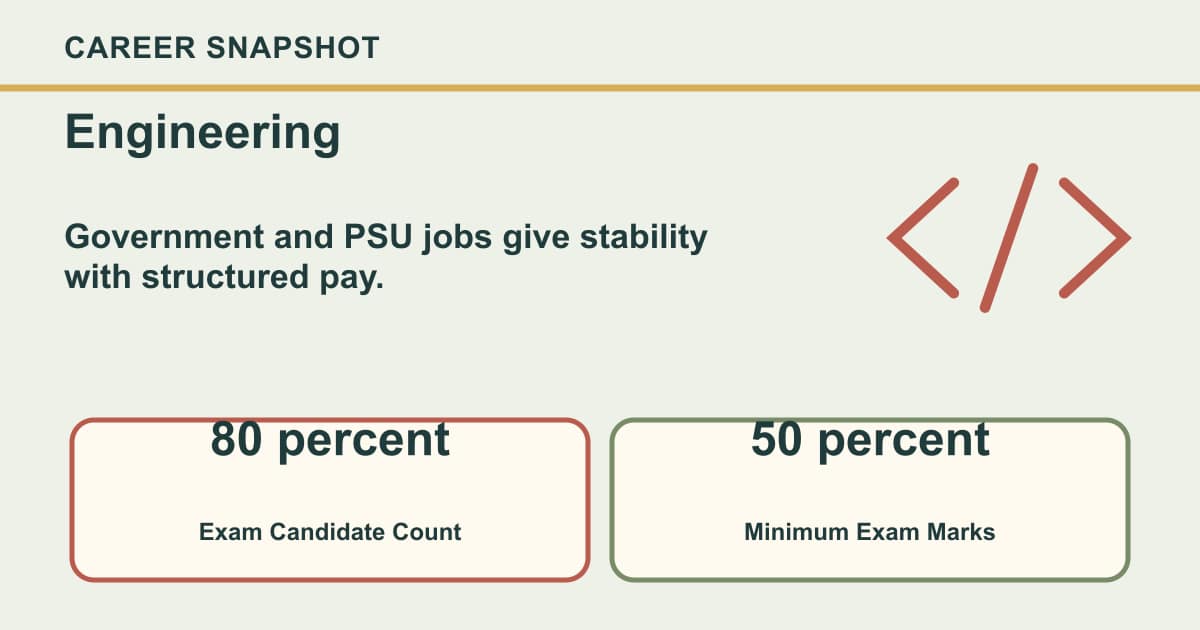 CAREER SNAPSHOT
Engineering
Government and PSU jobs give stability
with structured pay.
80 percent
50 percent
Exam Candidate Count
Minimum Exam Marks